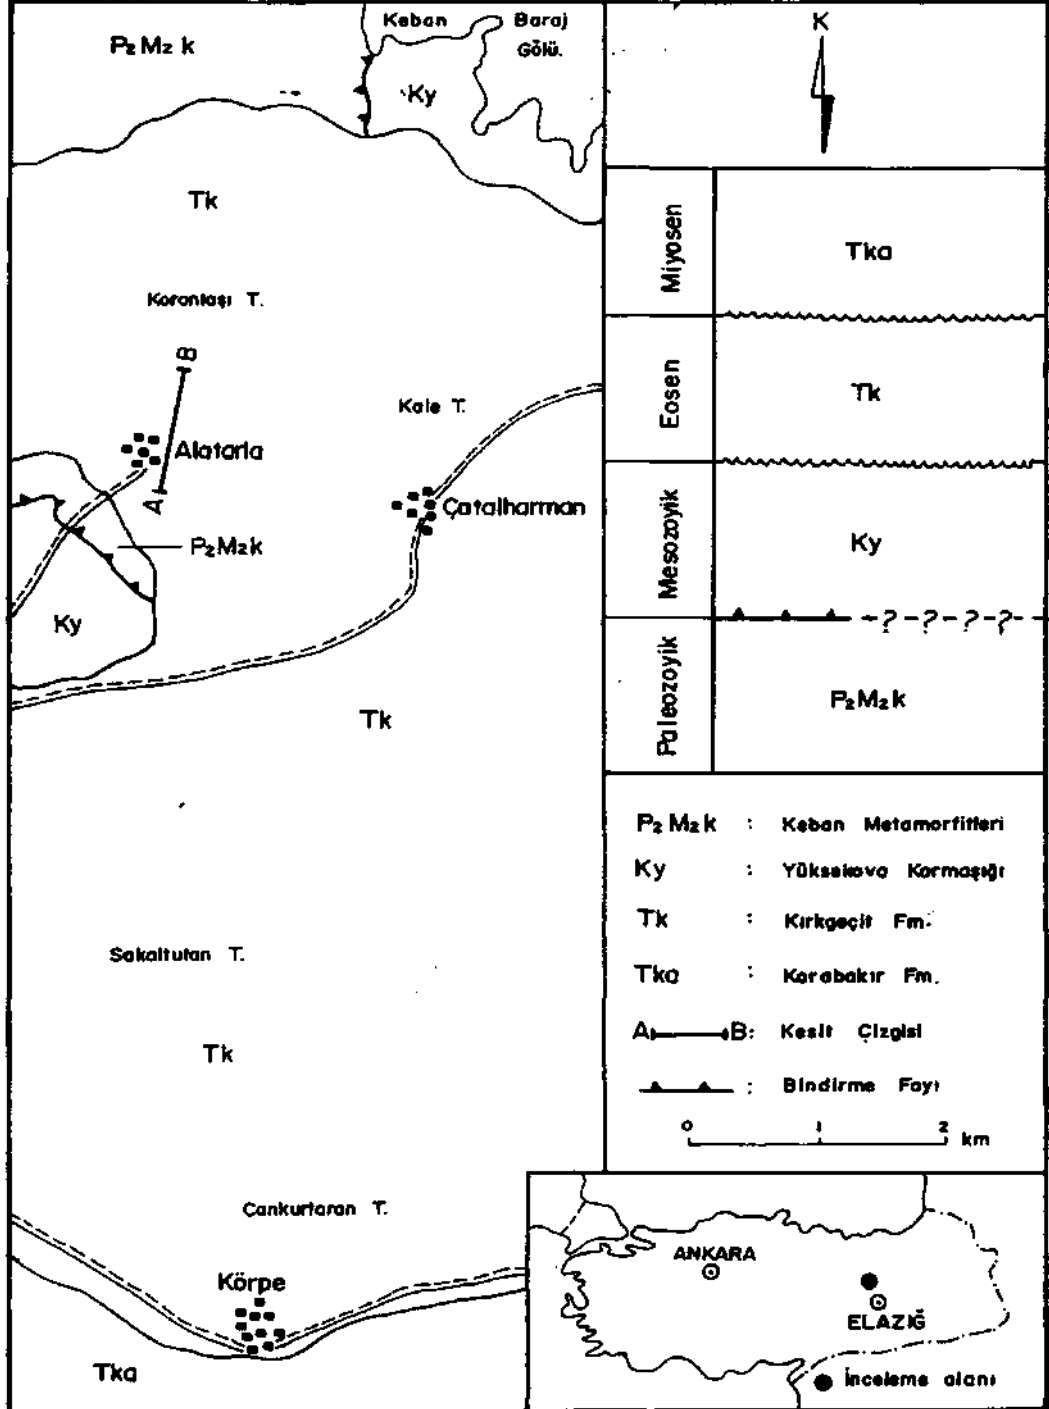 P₂M₂k
Keban Baraj
Gölü.
Ky
Tk
Korontaşı T.
B
Kale T.
Alatarla
A
Çatalharman
P₂M₂k
Ky
Tk
Sakaltutan T.
Tk
Cankurtaran T.
Körpe
Tka
K
Miyosen
Tka
Eosen
Tk
Mesozoyik
Ky
-?-?-?-?-
Paleozoyik
P₂M₂k
P₂M₂k : Keban Metamorfitleri
Ky : Yüksekova Kormaşığı
Tk : Kırkgeçit Fm.
Tka : Karabakır Fm.
A B: Kesit Çizgisi
: Bindirme Fayı
0 1 2 km
ANKARA
ELAZIĞ
İnceleme alanı